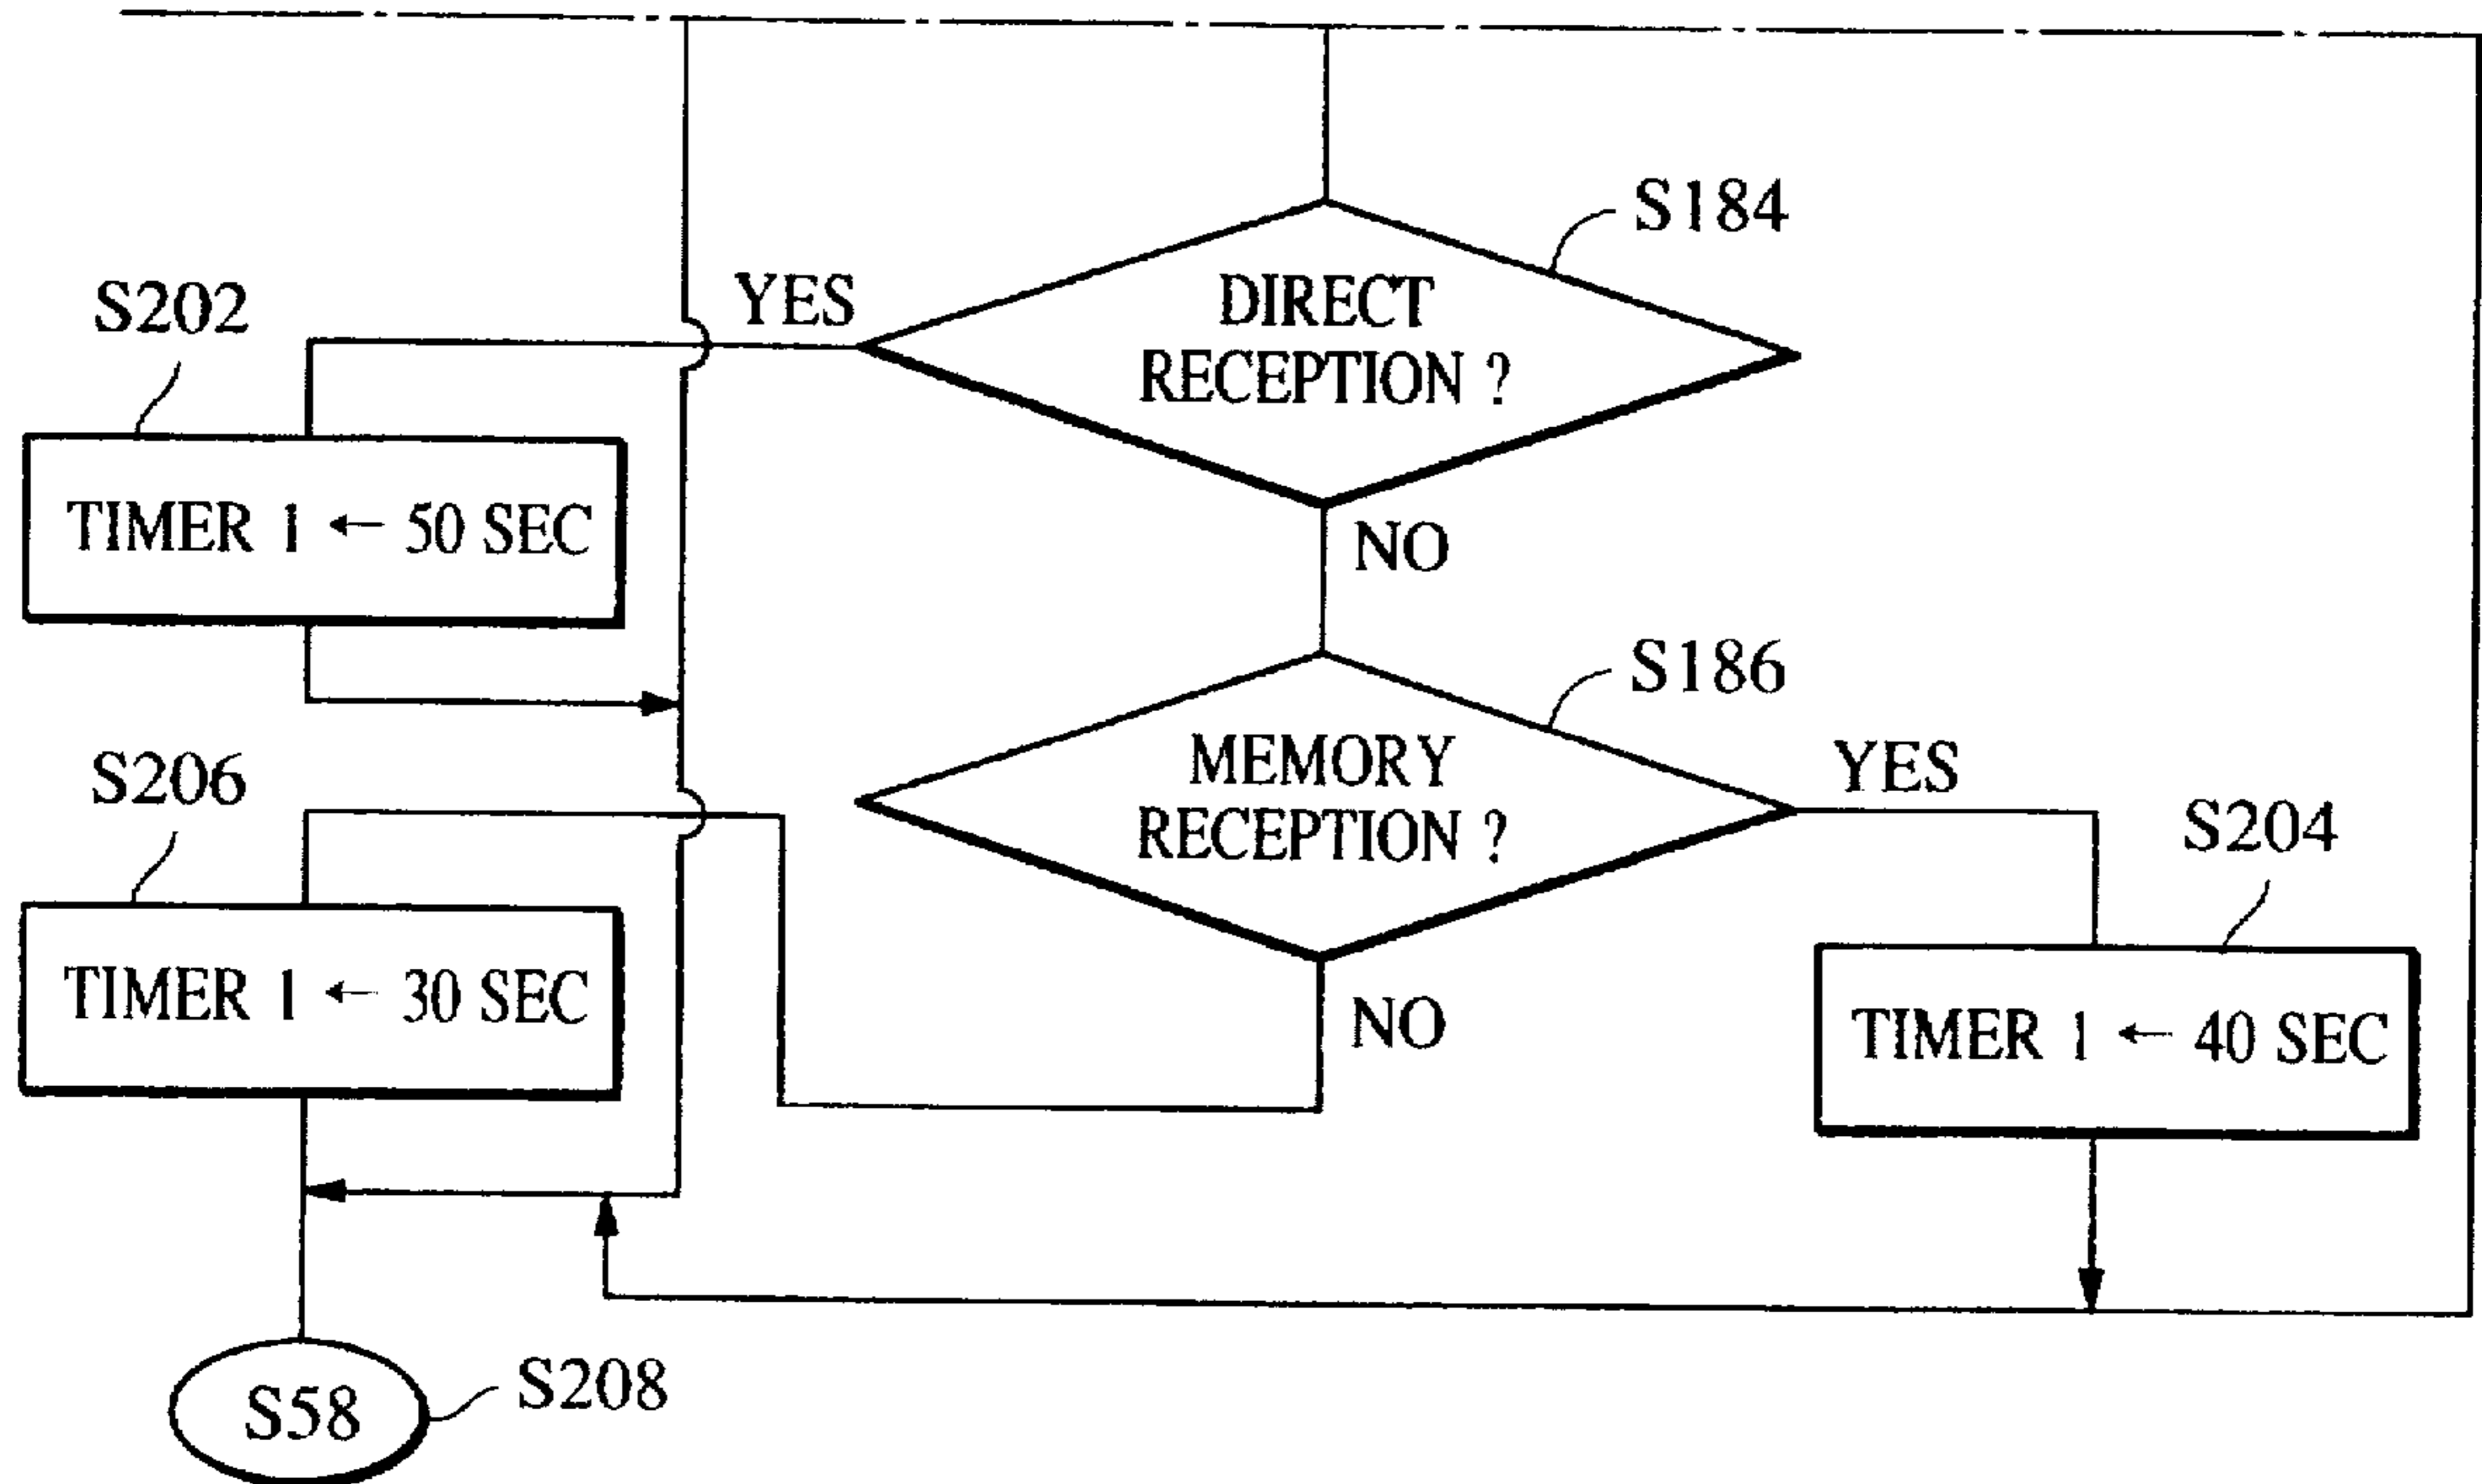 S184
DIRECT
RECEPTION ?
YES
S202
TIMER 1 ← 50 SEC
NO
S186
MEMORY
RECEPTION ?
YES
S206
TIMER 1 ← 30 SEC
S204
TIMER 1 ← 40 SEC
NO
S58
S208